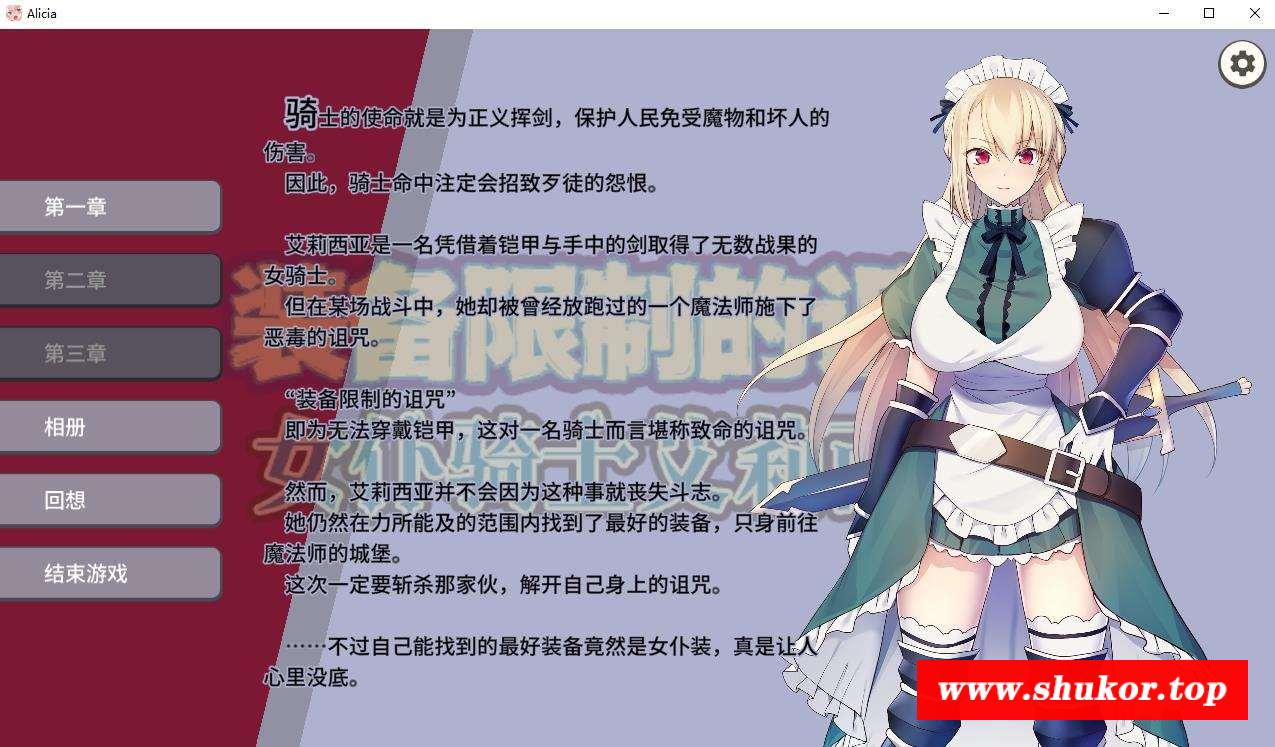 Alicia
骑士的使命就是为正义挥剑，保护人民免受魔物和坏人的
伤害。
因此，骑士命中注定会招致歹徒的怨恨。
艾莉西亚是一名凭借着铠甲与手中的剑取得了无数战果的
女骑士。
但在某场战斗中，她却被曾经放跑过的一个魔法师施下了
恶毒的诅咒。
“装备限制的诅咒”
即为无法穿戴铠甲，这对一名骑士而言堪称致命的诅咒。
然而，艾莉西亚并不会因为这种事就丧失斗志。
她仍然在力所能及的范围内找到了最好的装备，只身前往
魔法师的城堡。
这次一定要斩杀那家伙，解开自己身上的诅咒。
……不过自己能找到的最好装备竟然是女仆装，真是让人
心里没底。
第一章
第二章
第三章
相册
回想
结束游戏
装备限制的
女仆骑士艾莉
www.shukor.top